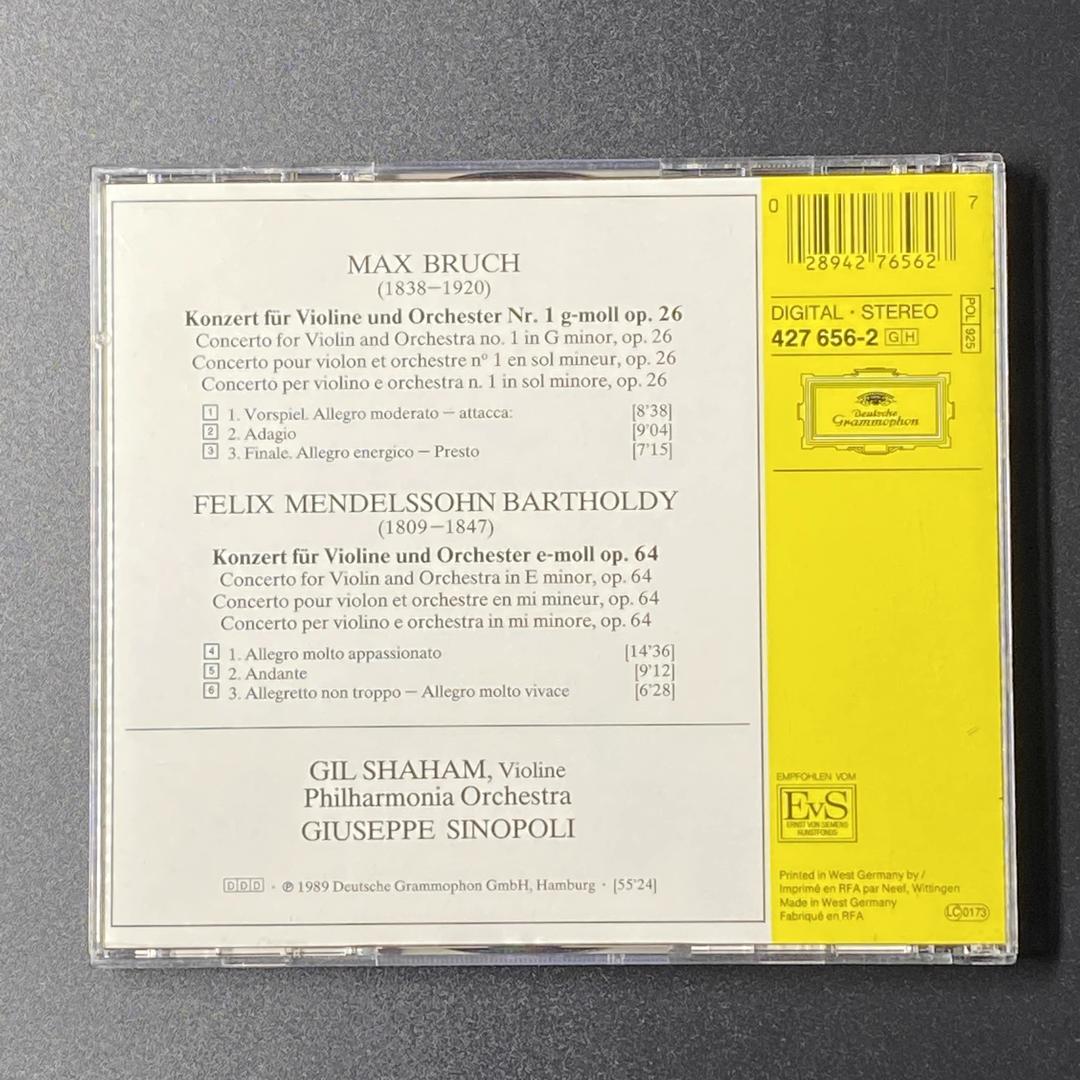 MAX BRUCH
(1838–1920)
Konzert für Violine und Orchester Nr. 1 g-moll op. 26
Concerto for Violin and Orchestra no. 1 in G minor, op. 26
Concerto pour violon et orchestre nº 1 en sol mineur, op. 26
Concerto per violino e orchestra n. 1 in sol minore, op. 26
1 1. Vorspiel. Allegro moderato – attacca: [8'38]
2 2. Adagio [9'04]
3 3. Finale. Allegro energico – Presto [7'15]
FELIX MENDELSSOHN BARTHOLDY
(1809–1847)
Konzert für Violine und Orchester e-moll op. 64
Concerto for Violin and Orchestra in E minor, op. 64
Concerto pour violon et orchestre en mi mineur, op. 64
Concerto per violino e orchestra in mi minore, op. 64
4 1. Allegro molto appassionato [14'36]
5 2. Andante [9'12]
6 3. Allegretto non troppo – Allegro molto vivace [6'28]
GIL SHAHAM, Violine
Philharmonia Orchestra
GIUSEPPE SINOPOLI
DDD · ℗ 1989 Deutsche Grammophon GmbH, Hamburg · [55'24]
0 28942 76562 7
DIGITAL · STEREO
427 656-2 GH
POL 925
Deutsche
Grammophon
EMPFOHLEN VOM
EvS
ERNST VON SIEMENS
KUNSTFONDS
Printed in West Germany by /
Imprimé en RFA par Neef, Wittingen
Made in West Germany
Fabriqué en RFA
LC 0173